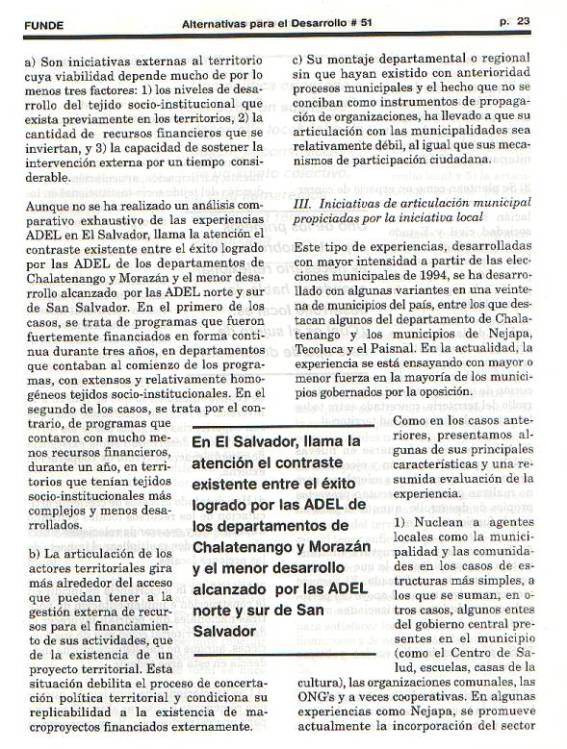 FUNDE Alternativas para el Desarrollo # 51 p. 23
a) Son iniciativas externas al territorio
cuya viabilidad depende mucho de por lo
menos tres factores: 1) los niveles de desa-
rrollo del tejido socio-institucional que
exista previamente en los territorios, 2) la
cantidad de recursos financieros que se
inviertan, y 3) la capacidad de sostener la
intervención externa por un tiempo consi-
derable.
Aunque no se ha realizado un análisis com-
parativo exhaustivo de las experiencias
ADEL en El Salvador, llama la atención el
contraste existente entre el éxito logrado
por las ADEL de los departamentos de
Chalatenango y Morazán y el menor desa-
rrollo alcanzado por las ADEL norte y sur
de San Salvador. En el primero de los
casos, se trata de programas que fueron
fuertemente financiados en forma conti-
nua durante tres años, en departamentos
que contaban al comienzo de los progra-
mas, con extensos y relativamente homo-
géneos tejidos socio-institucionales. En el
segundo de los casos, se trata por el con-
trario, de programas que
contaron con mucho me-
nos recursos financieros,
durante un año, en terri-
torios que tenían tejidos
socio-institucionales más
complejos y menos desa-
rrollados.
b) La articulación de los
actores territoriales gira
más alrededor del acceso
que puedan tener a la
gestión externa de recur-
sos para el financiamien-
to de sus actividades, que
de la existencia de un
proyecto territorial. Esta
situación debilita el proceso de concerta-
ción política territorial y condiciona su
replicabilidad a la existencia de ma-
croproyectos financiados externamente.
En El Salvador, llama la
atención el contraste
existente entre el éxito
logrado por las ADEL de
los departamentos de
Chalatenango y Morazán
y el menor desarrollo
alcanzado por las ADEL
norte y sur de San
Salvador
c) Su montaje departamental o regional
sin que hayan existido con anterioridad
procesos municipales y el hecho que no se
conciban como instrumentos de propaga-
ción de organizaciones, ha llevado a que su
articulación con las municipalidades sea
relativamente débil, al igual que sus meca-
nismos de participación ciudadana.
III. Iniciativas de articulación municipal
propiciadas por la iniciativa local
Este tipo de experiencias, desarrolladas
con mayor intensidad a partir de las elec-
ciones municipales de 1994, se ha desarro-
llado con algunas variantes en una veinte-
na de municipios del país, entre los que des-
tacan algunos del departamento de Chala-
tenango y los municipios de Nejapa,
Tecoluca y el Paisnal. En la actualidad, la
experiencia se está ensayando con mayor o
menor fuerza en la mayoría de los munici-
pios gobernados por la oposición.
Como en los casos ante-
riores, presentamos al-
gunas de sus principales
características y una re-
sumida evaluación de la
experiencia.
1) Nuclean a agentes
locales como la munici-
palidad y las comunida-
des en los casos de es-
tructuras más simples, a
los que se suman, en o-
tros casos, algunos entes
del gobierno central pre-
sentes en el municipio
(como el Centro de Sa-
lud, escuelas, casas de la
cultura), las organizaciones comunales, las
ONG's y a veces cooperativas. En algunas
experiencias como Nejapa, se promueve
actualmente la incorporación del sector